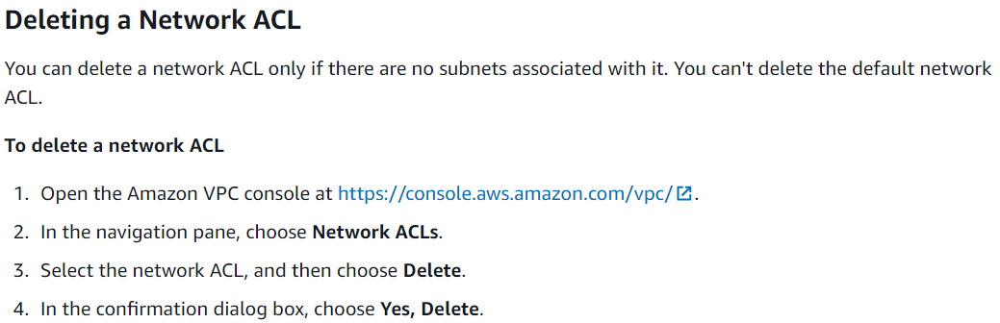 Deleting a Network ACL
You can delete a network ACL only if there are no subnets associated with it. You can't delete the default network
ACL.
To delete a network ACL
1. Open the Amazon VPC console at https://console.aws.amazon.com/vpc/.
2. In the navigation pane, choose Network ACLs.
3. Select the network ACL, and then choose Delete.
4. In the confirmation dialog box, choose Yes, Delete.